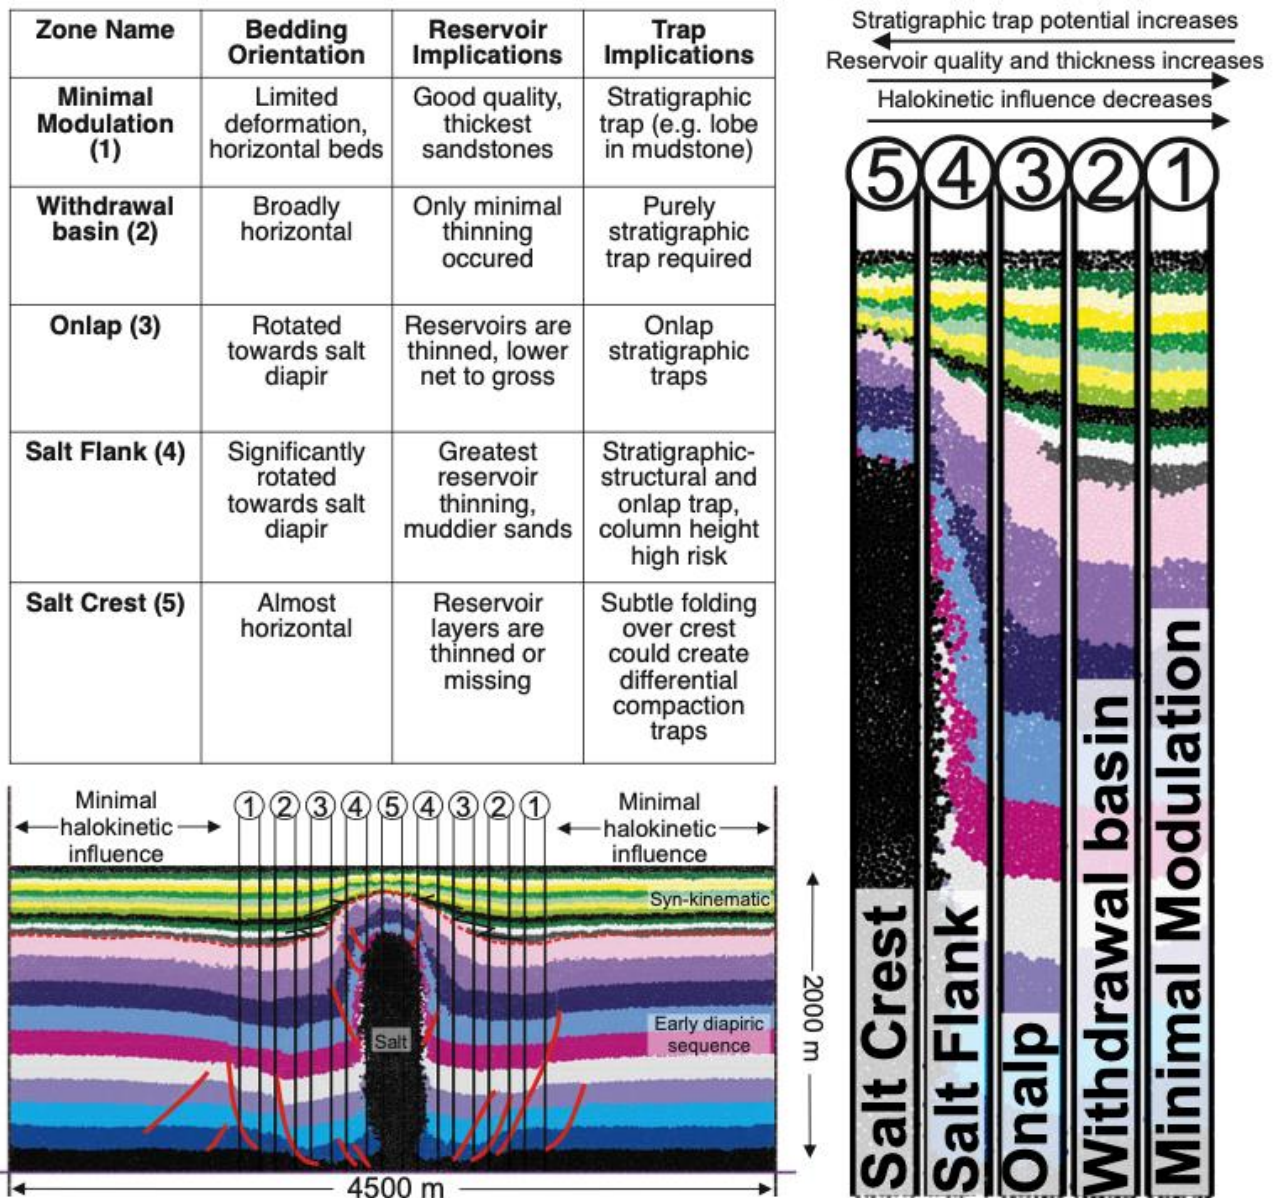 Zone Name
Bedding
Orientation
Reservoir
Implications
Trap
Implications
Minimal
Modulation
(1)
Limited
deformation,
horizontal beds
Good quality,
thickest
sandstones
Stratigraphic
trap (e.g. lobe
in mudstone)
Withdrawal
basin (2)
Broadly
horizontal
Only minimal
thinning
occured
Purely
stratigraphic
trap required
Onlap (3)
Rotated
towards salt
diapir
Reservoirs are
thinned, lower
net to gross
Onlap
stratigraphic
traps
Salt Flank (4)
Significantly
rotated
towards salt
diapir
Greatest
reservoir
thinning,
muddier sands
Stratigraphic-
structural and
onlap trap,
column height
high risk
Salt Crest (5)
Almost
horizontal
Reservoir
layers are
thinned or
missing
Subtle folding
over crest
could create
differential
compaction
traps
Stratigraphic trap potential increases
Reservoir quality and thickness increases
Halokinetic influence decreases
5 4 3 2 1
Salt Crest
Salt Flank
Onalp
Withdrawal basin
Minimal Modulation
Minimal
halokinetic
influence
1 2 3 4 5 4 3 2 1
Minimal
halokinetic
influence
Syn-kinematic
Early diapiric
sequence
Salt
2000 m
4500 m